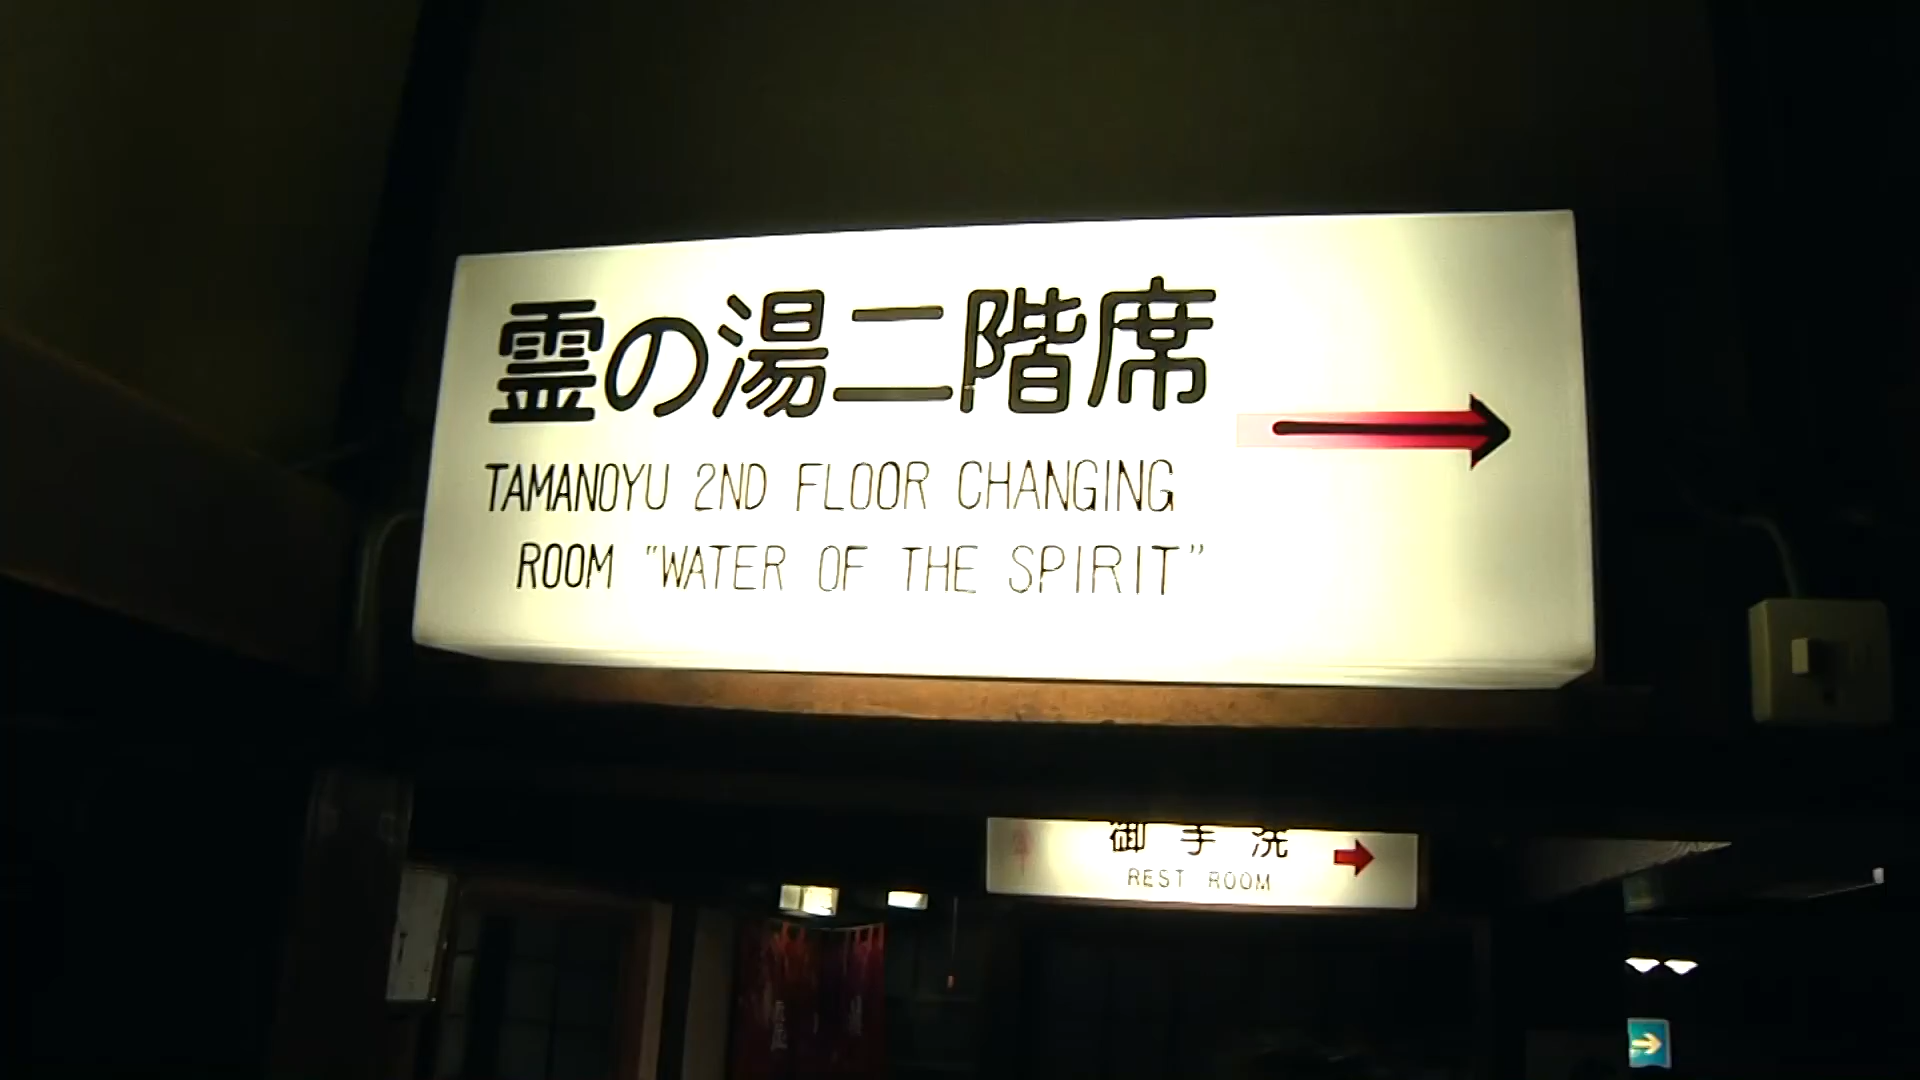 霊の湯二階席
TAMANOYU 2ND FLOOR CHANGING
ROOM "WATER OF THE SPIRIT"
御手洗
REST ROOM